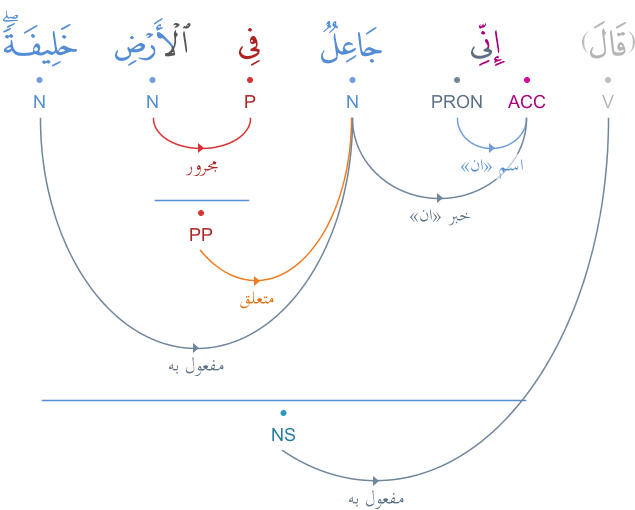 (قَالَ) إِنِّى جَاعِلٌ فِى ٱلْأَرْضِ خَلِيفَةًۖ
V ACC PRON N P N N
اسم «ان»
مجرور
خبر «ان»
PP
متعلق
مفعول به
NS
مفعول به